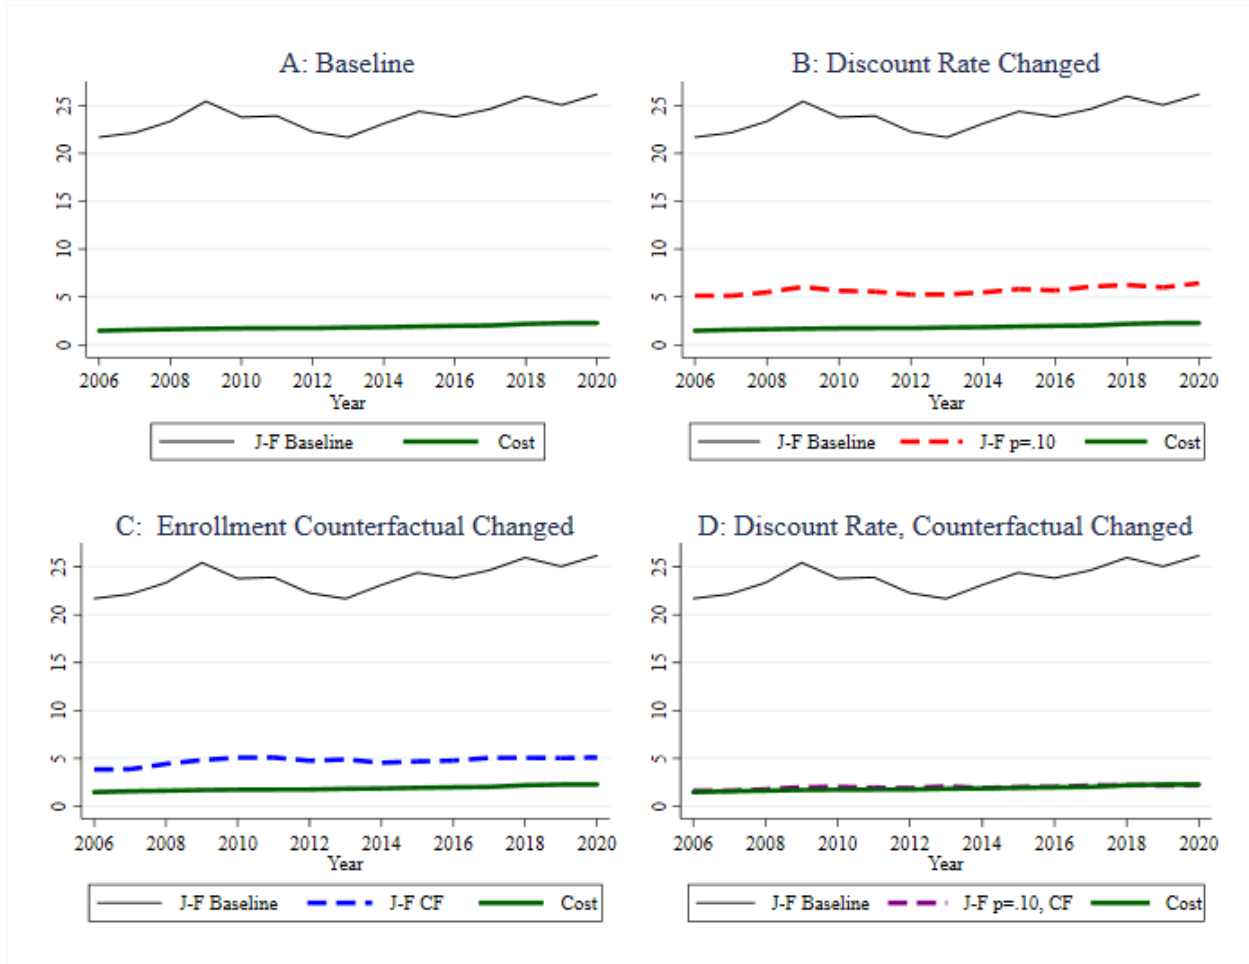 A: Baseline
25
20
15
10
5
0
2006 2008 2010 2012 2014 2016 2018 2020
Year
J-F Baseline Cost
B: Discount Rate Changed
25
20
15
10
5
0
2006 2008 2010 2012 2014 2016 2018 2020
Year
J-F Baseline J-F p=.10 Cost
C: Enrollment Counterfactual Changed
25
20
15
10
5
0
2006 2008 2010 2012 2014 2016 2018 2020
Year
J-F Baseline J-F CF Cost
D: Discount Rate, Counterfactual Changed
25
20
15
10
5
0
2006 2008 2010 2012 2014 2016 2018 2020
Year
J-F Baseline J-F p=.10, CF Cost